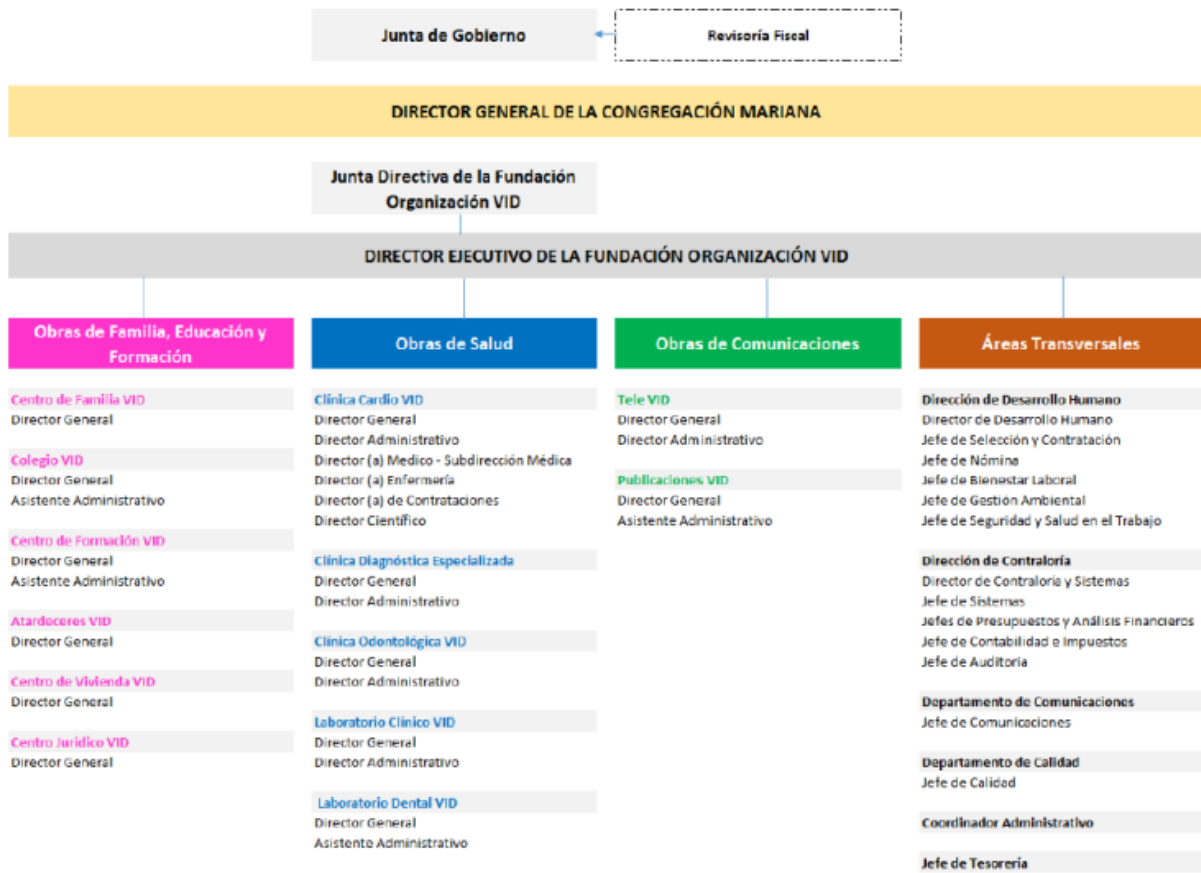 Junta de Gobierno
Revisoría Fiscal
DIRECTOR GENERAL DE LA CONGREGACIÓN MARIANA
Junta Directiva de la Fundación
Organización VID
DIRECTOR EJECUTIVO DE LA FUNDACIÓN ORGANIZACIÓN VID
Obras de Familia, Educación y
Formación
Centro de Familia VID
Director General
Colegio VID
Director General
Asistente Administrativo
Centro de Formación VID
Director General
Asistente Administrativo
Atardeceres VID
Director General
Centro de Vivienda VID
Director General
Centro Jurídico VID
Director General
Obras de Salud
Clínica Cardio VID
Director General
Director Administrativo
Director (a) Medico - Subdirección Médica
Director (a) Enfermería
Director (a) de Contrataciones
Director Científico
Clínica Diagnóstica Especializada
Director General
Director Administrativo
Clínica Odontológica VID
Director General
Director Administrativo
Laboratorio Clínico VID
Director General
Director Administrativo
Laboratorio Dental VID
Director General
Asistente Administrativo
Obras de Comunicaciones
Tele VID
Director General
Director Administrativo
Publicaciones VID
Director General
Asistente Administrativo
Áreas Transversales
Dirección de Desarrollo Humano
Director de Desarrollo Humano
Jefe de Selección y Contratación
Jefe de Nómina
Jefe de Bienestar Laboral
Jefe de Gestión Ambiental
Jefe de Seguridad y Salud en el Trabajo
Dirección de Contraloría
Director de Contraloría y Sistemas
Jefe de Sistemas
Jefes de Presupuestos y Análisis Financieros
Jefe de Contabilidad e Impuestos
Jefe de Auditoría
Departamento de Comunicaciones
Jefe de Comunicaciones
Departamento de Calidad
Jefe de Calidad
Coordinador Administrativo
Jefe de Tesorería